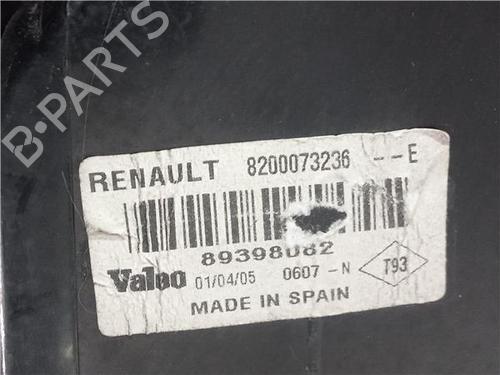 B-PARTS
RENAULT 8200073236 --E
89398082
Valeo 01/04/05 0607-N T93
MADE IN SPAIN